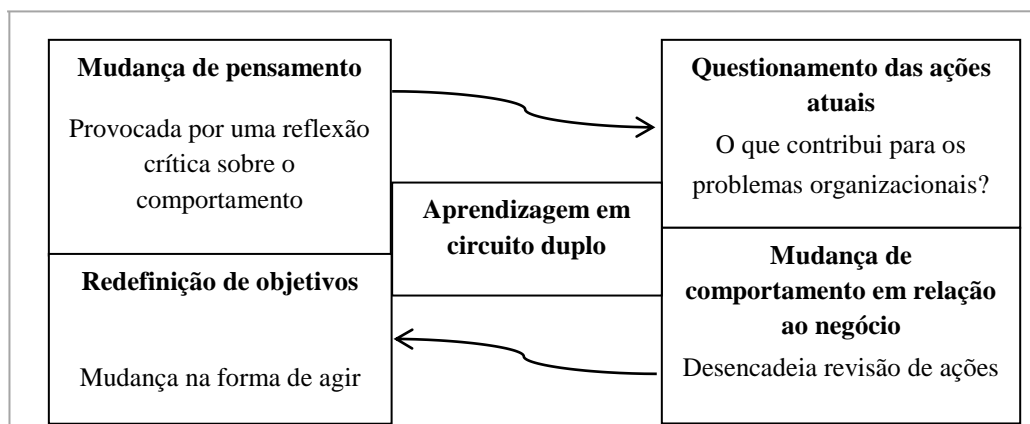 Mudança de pensamento
Provocada por uma reflexão
crítica sobre o
comportamento
Questionamento das ações
atuais
O que contribui para os
problemas organizacionais?
Aprendizagem em
circuito duplo
Redefinição de objetivos
Mudança na forma de agir
Mudança de
comportamento em relação
ao negócio
Desencadeia revisão de ações